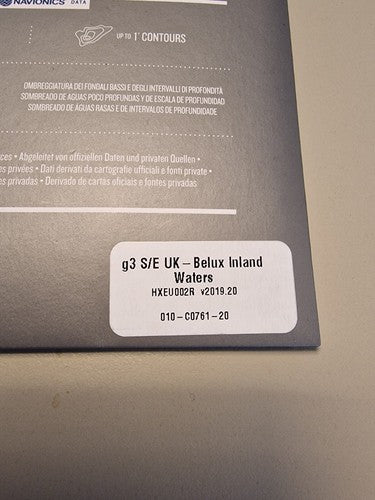 NAVIONICS DATA
UP TO 1' CONTOURS
OMBREGGIATURA DEI FONDALI BASSI E DEGLI INTERVALLI DI PROFONDITÀ
SOMBREADO DE AGUAS POCO PROFUNDAS Y DE ESCALA DE PROFUNDIDAD
SOMBREADO DE ÁGUAS RASAS E DE INTERVALOS DE PROFUNDIDADE
• Abgeleitet von offiziellen Daten und privaten Quellen •
privées • Dati derivati da cartografie ufficiali e fonti private •
privadas • Derivado de cartas oficiais e fontes privadas
g3 S/E UK – Belux Inland
Waters
HXEU002R v2019.20
010-C0761-20